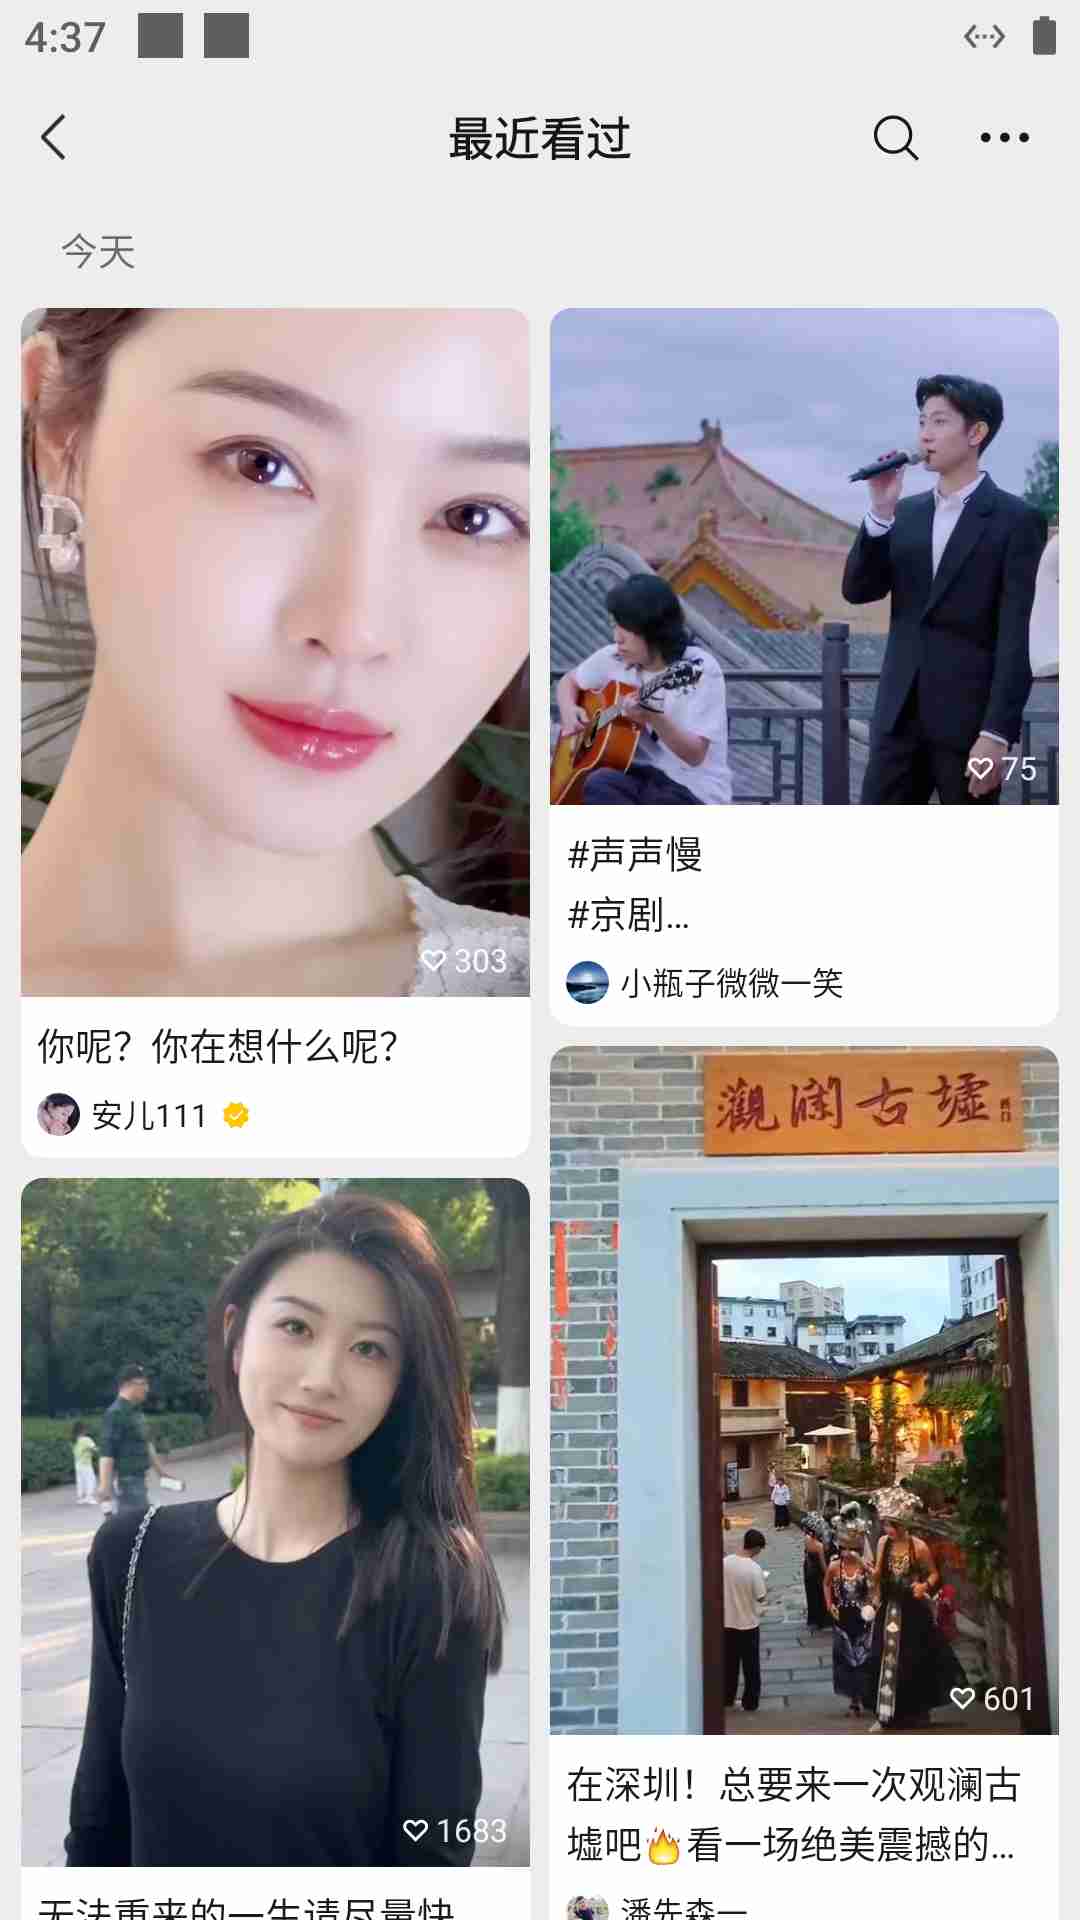 4:37
最近看过
今天
303
你呢？你在想什么呢？
安儿111
75
#声声慢
#京剧...
小瓶子微微一笑
觀澜古墟
601
在深圳！总要来一次观澜古
墟吧🔥看一场绝美震撼的...
潘先森一
1683
无法重来的一生请尽量快